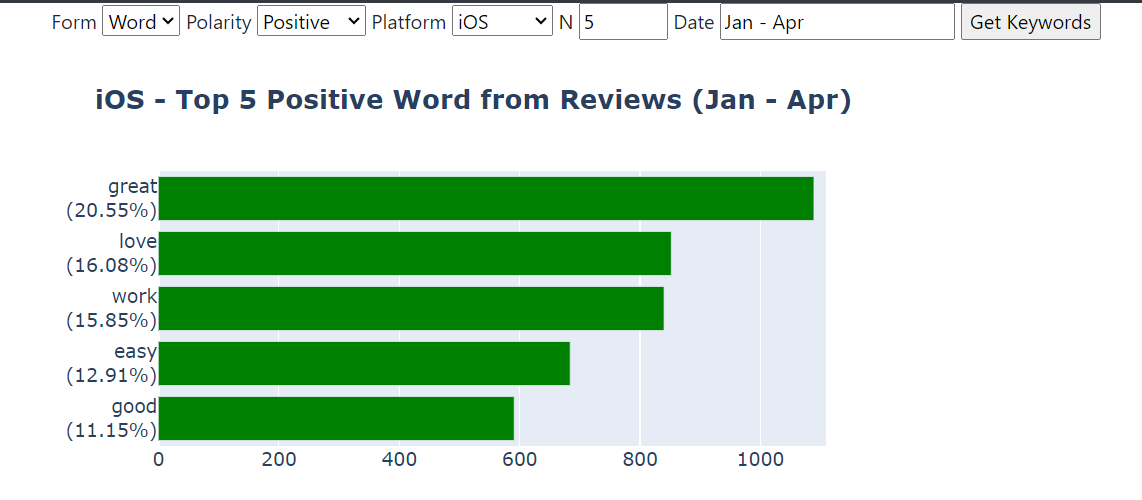 Form Word Polarity Positive Platform iOS N 5 Date Jan - Apr Get Keywords
iOS - Top 5 Positive Word from Reviews (Jan - Apr)
great
(20.55%)
love
(16.08%)
work
(15.85%)
easy
(12.91%)
good
(11.15%)
0 200 400 600 800 1000